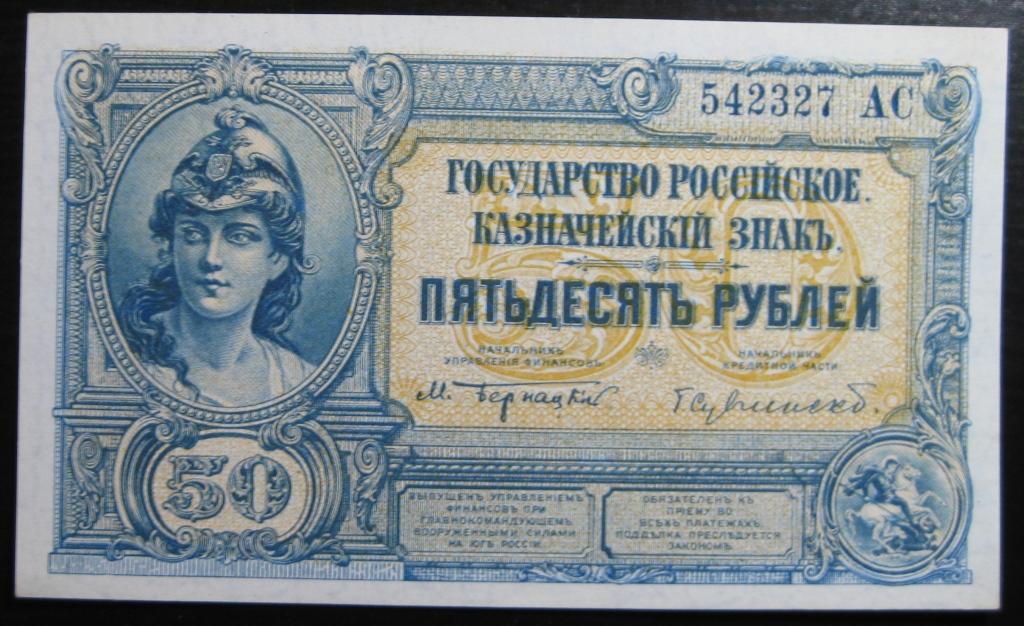 542327 АС
ГОСУДАРСТВО РОССІЙСКОЕ.
КАЗНАЧЕЙСКІЙ ЗНАКЪ.
50
ПЯТЬДЕСЯТЪ РУБЛЕЙ
НАЧАЛЬНИКЪ
УПРАВЛЕНІЯ ФИНАНСОВЪ
НАЧАЛЬНИКЪ
КРЕДИТНОЙ ЧАСТИ
М. Бернацкій
50
ВЫПУЩЕНЪ УПРАВЛЕНІЕМЪ
ФИНАНСОВЪ ПРИ
ГЛАВНОКОМАНДУЮЩЕМЪ
ВООРУЖЕННЫМИ СИЛАМИ
НА ЮГѢ РОССІИ.
ОБЯЗАТЕЛЕНЪ КЪ
ПРІЕМУ ВО
ВСѢХЪ ПЛАТЕЖАХЪ.
ПОДДѢЛКА ПРЕСЛѢДУЕТСЯ
ЗАКОНОМЪ.